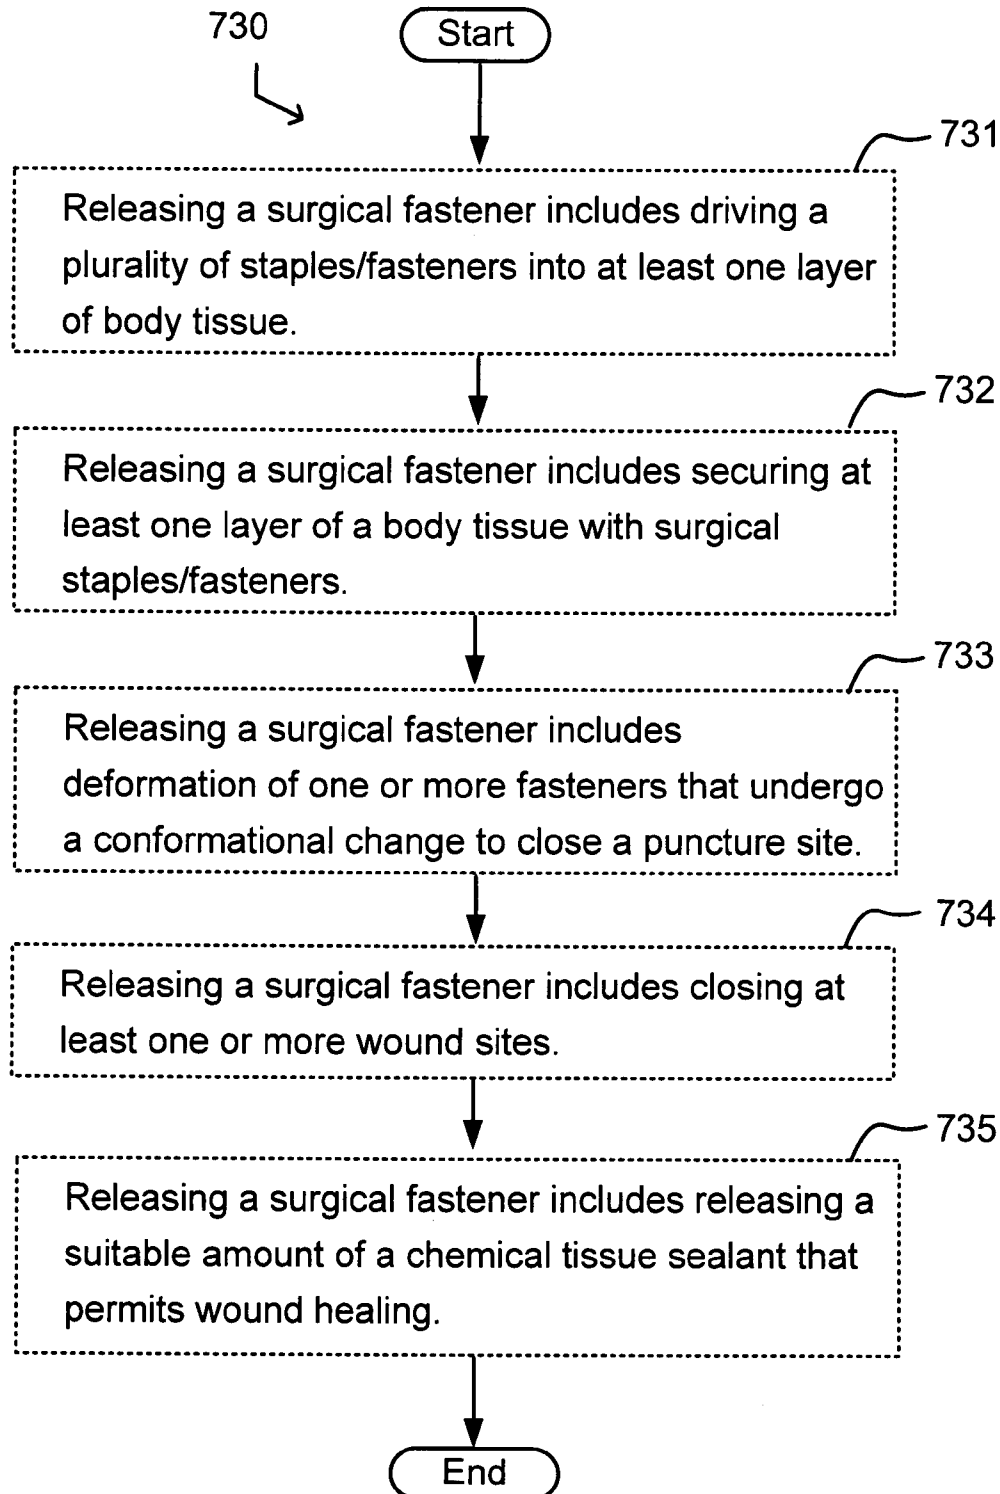 730
Start
731
Releasing a surgical fastener includes driving a
plurality of staples/fasteners into at least one layer
of body tissue.
732
Releasing a surgical fastener includes securing at
least one layer of a body tissue with surgical
staples/fasteners.
733
Releasing a surgical fastener includes
deformation of one or more fasteners that undergo
a conformational change to close a puncture site.
734
Releasing a surgical fastener includes closing at
least one or more wound sites.
735
Releasing a surgical fastener includes releasing a
suitable amount of a chemical tissue sealant that
permits wound healing.
End